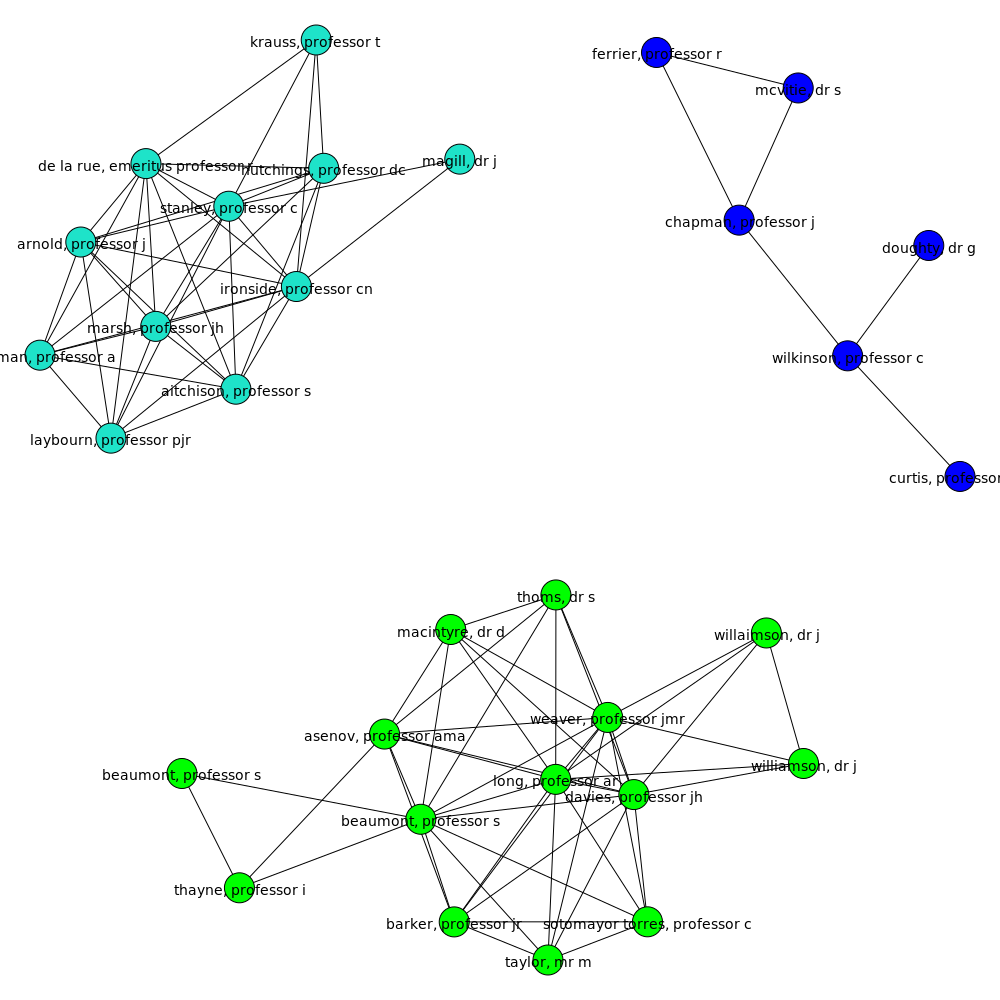 krauss, professor t
ferrier, professor r
mcvitie, dr s
de la rue, emeritus professor r
hutchings, professor dc
magill, dr j
stanley, professor c
chapman, professor j
arnold, professor j
doughty, dr g
ironside, professor cn
marsh, professor jh
man, professor a
wilkinson, professor c
aitchison, professor s
laybourn, professor pjr
curtis, professor
thoms, dr s
macintyre, dr d
willaimson, dr j
weaver, professor jmr
asenov, professor ama
beaumont, professor s
long, professor ar
williamson, dr j
davies, professor jh
beaumont, professor s
thayne, professor i
barker, professor jr
sotomayor torres, professor c
taylor, mr m